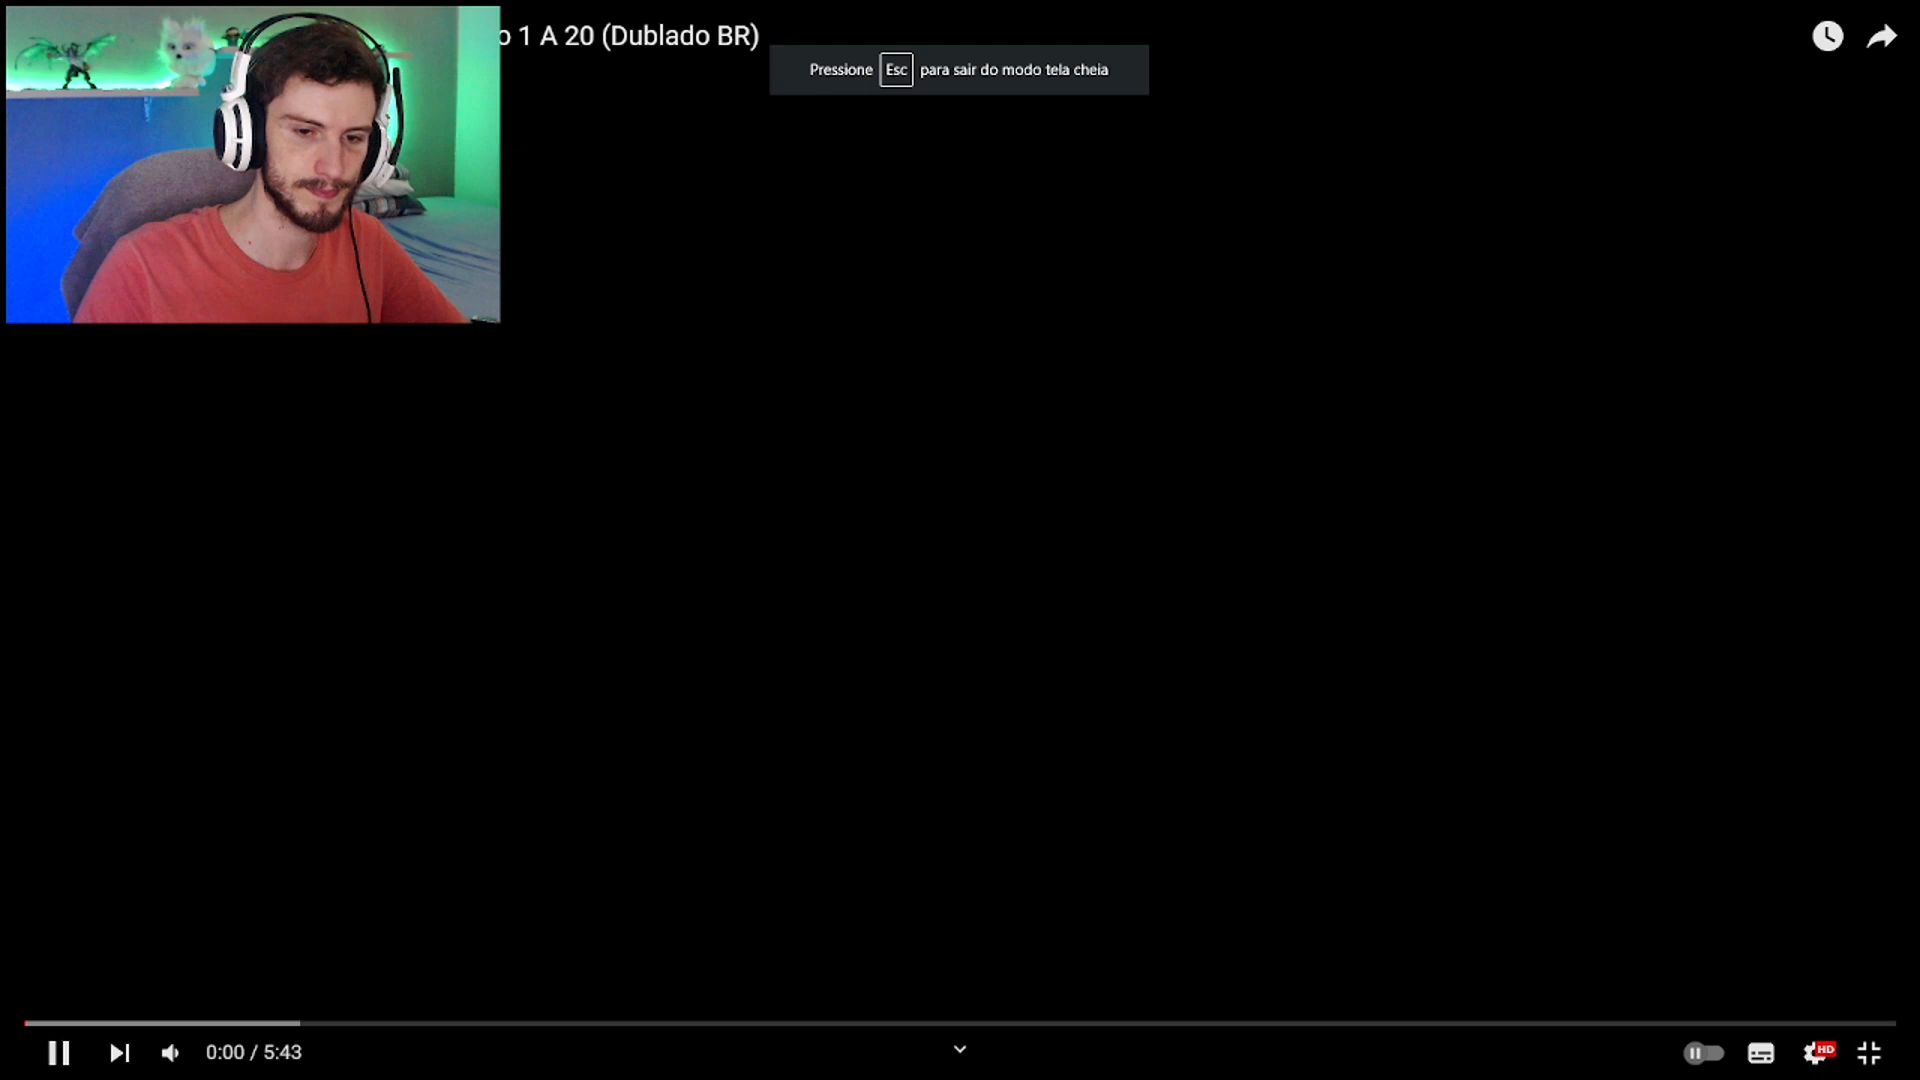 o 1 A 20 (Dublado BR)
Pressione Esc para sair do modo tela cheia
0:00 / 5:43
HD